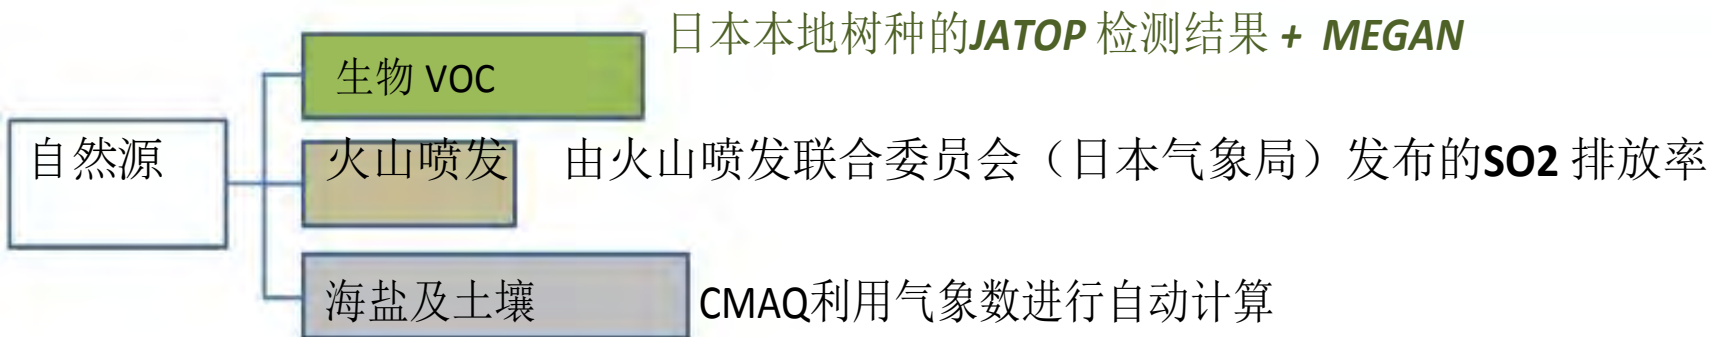 日本本地树种的JATOP 检测结果 + MEGAN
生物 VOC
自然源
火山喷发
由火山喷发联合委员会（日本气象局）发布的SO2 排放率
海盐及土壤
CMAQ利用气象数进行自动计算